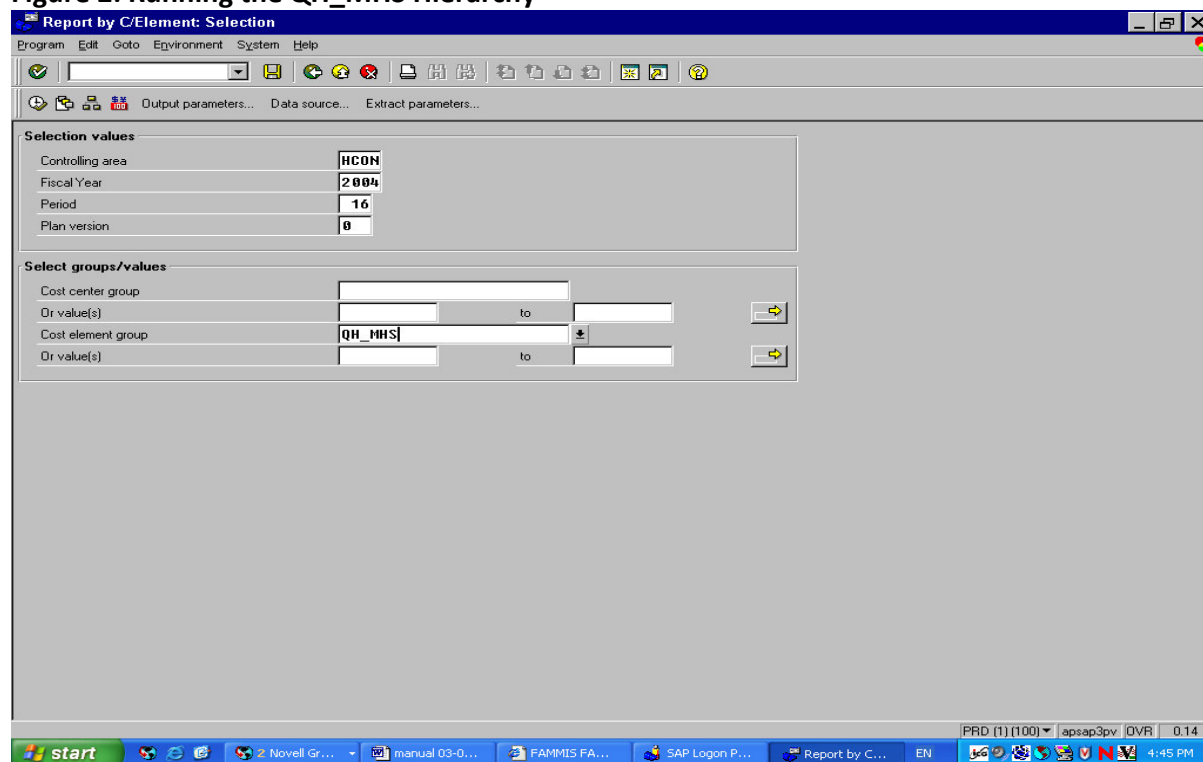 Report by C/Element: Selection
Program Edit Goto Environment System Help
Output parameters... Data source... Extract parameters...
Selection values
Controlling area HCON
Fiscal Year 2004
Period 16
Plan version 0
Select groups/values
Cost center group
Or value(s) to
Cost element group QH_MHS
Or value(s) to
PRD (1) (100) apsap3pv OVR 0.14
start 2 Novell Gr... manual 03-0... FAMMIS FA... SAP Logon P... Report by C... EN 4:45 PM